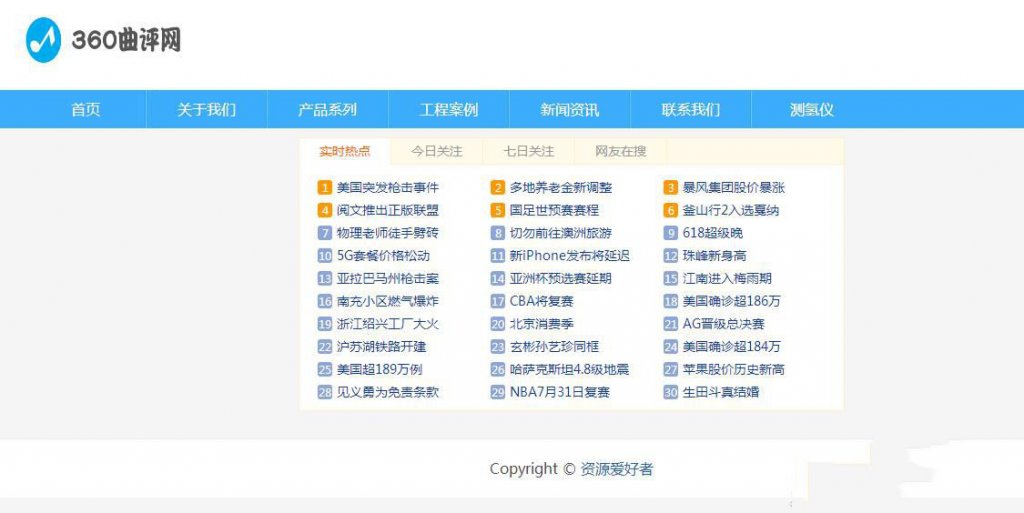 360曲评网
首页 关于我们 产品系列 工程案例 新闻资讯 联系我们 测氢仪
实时热点 今日关注 七日关注 网友在搜
1 美国突发枪击事件 2 多地养老金新调整 3 暴风集团股价暴涨
4 阅文推出正版联盟 5 国足世预赛赛程 6 釜山行2入选戛纳
7 物理老师徒手劈砖 8 切勿前往澳洲旅游 9 618超级晚
10 5G套餐价格松动 11 新iPhone发布将延迟 12 珠峰新身高
13 亚拉巴马州枪击案 14 亚洲杯预选赛延期 15 江南进入梅雨期
16 南充小区燃气爆炸 17 CBA将复赛 18 美国确诊超186万
19 浙江绍兴工厂大火 20 北京消费季 21 AG晋级总决赛
22 沪苏湖铁路开建 23 玄彬孙艺珍同框 24 美国确诊超184万
25 美国超189万例 26 哈萨克斯坦4.8级地震 27 苹果股价历史新高
28 见义勇为免责条款 29 NBA7月31日复赛 30 生田斗真结婚
Copyright © 资源爱好者